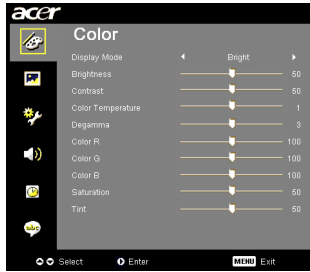 acer
Color
Display Mode Bright
Brightness 50
Contrast 50
Color Temperature 1
Degamma 3
Color R 100
Color G 100
Color B 100
Saturation 50
Tint 50
abc
Select Enter MENU Exit